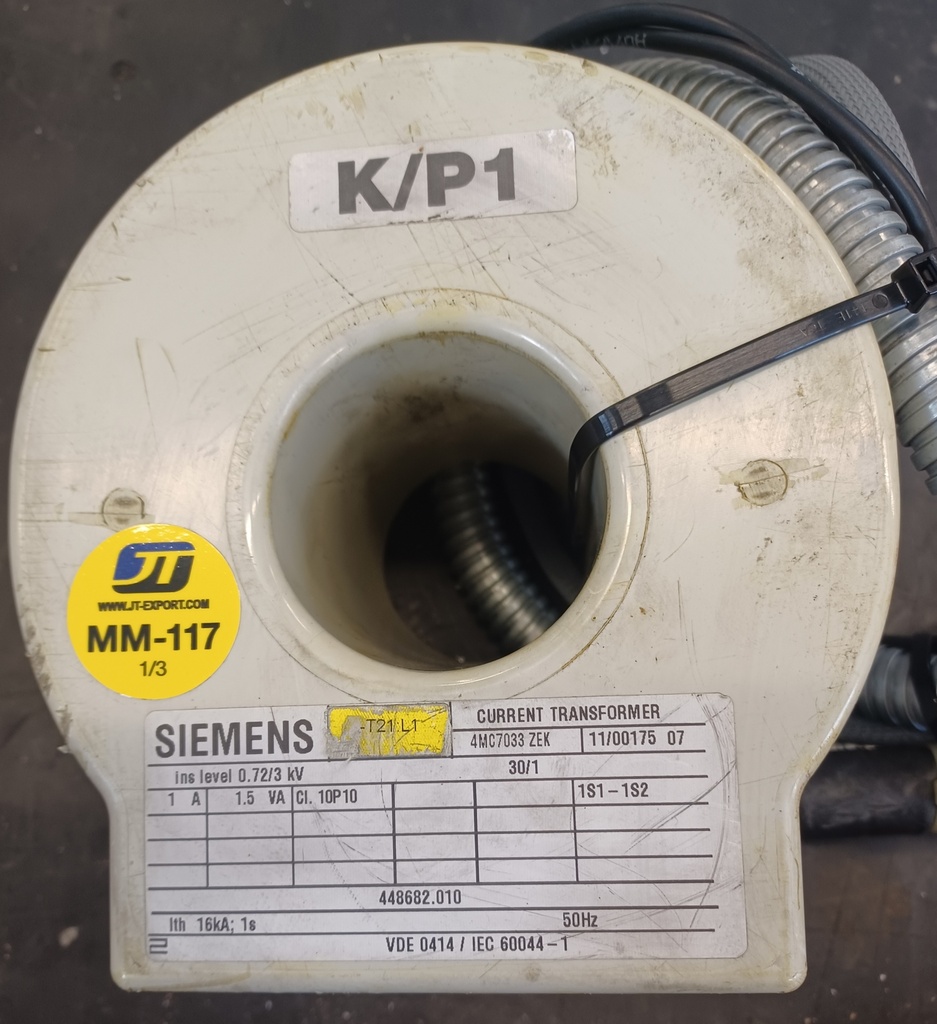 K/P1
JT
WWW.JT-EXPORT.COM
MM-117
1/3
SIEMENS
-T21 L1
CURRENT TRANSFORMER
4MC7033 ZEK
11/00175 07
ins level 0.72/3 kV
30/1
1 A 1.5 VA Cl. 10P10 1S1-1S2
448682.010
Ith 16kA; 1s 50Hz
VDE 0414 / IEC 60044-1